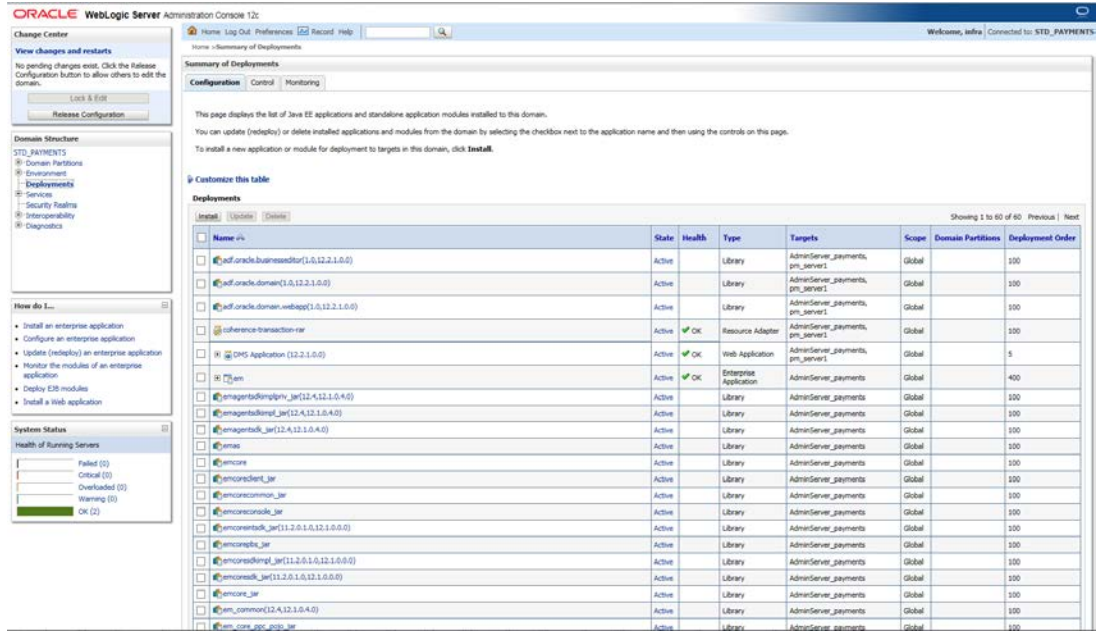 ORACLE WebLogic Server Administration Console 12c
Change Center
View changes and restarts
No pending changes exist. Click the Release
Configuration button to allow others to edit the
domain.
Lock & Edit
Release Configuration
Domain Structure
STD_PAYMENTS
Domain Partitions
Environment
Deployments
Services
Security Realms
Interoperability
Diagnostics
How do I...
Install an enterprise application
Configure an enterprise application
Update (redeploy) an enterprise application
Monitor the modules of an enterprise
application
Deploy EJB modules
Install a Web application
System Status
Health of Running Servers
Failed (0)
Critical (0)
Overloaded (0)
Warning (0)
OK (2)
Home Log Out Preferences Record Help
Welcome, infra Connected to: STD_PAYMENTS
Home >Summary of Deployments
Summary of Deployments
Configuration Control Monitoring
This page displays the list of Java EE applications and standalone application modules installed to this domain.
You can update (redeploy) or delete installed applications and modules from the domain by selecting the checkbox next to the application name and then using the controls on this page.
To install a new application or module for deployment to targets in this domain, click Install.
Customize this table
Deployments
Install Update Delete Showing 1 to 60 of 60 Previous | Next
Name State Health Type Targets Scope Domain Partitions Deployment Order
adf.oracle.businesseditor(1.0,12.2.1.0.0) Active Library AdminServer_payments, pm_server1 Global 100
adf.oracle.domain(1.0,12.2.1.0.0) Active Library AdminServer_payments, pm_server1 Global 100
adf.oracle.domain.webapp(1.0,12.2.1.0.0) Active Library AdminServer_payments, pm_server1 Global 100
coherence-transaction-rar Active OK Resource Adapter AdminServer_payments, pm_server1 Global 100
DMS Application (12.2.1.0.0) Active OK Web Application AdminServer_payments, pm_server1 Global 5
em Active OK Enterprise Application AdminServer_payments Global 400
emagentsdkimplpriv_jar(12.4,12.1.0.4.0) Active Library AdminServer_payments Global 100
emagentsdkimpl_jar(12.4,12.1.0.4.0) Active Library AdminServer_payments Global 100
emagentsdk_jar(12.4,12.1.0.4.0) Active Library AdminServer_payments Global 100
emas Active Library AdminServer_payments Global 100
emcore Active Library AdminServer_payments Global 100
emcoreclient_jar Active Library AdminServer_payments Global 100
emcorecommon_jar Active Library AdminServer_payments Global 100
emcoreconsole_jar Active Library AdminServer_payments Global 100
emcoreintsdk_jar(11.2.0.1.0,12.1.0.0.0) Active Library AdminServer_payments Global 100
emcorepbs_jar Active Library AdminServer_payments Global 100
emcoresdkimpl_jar(11.2.0.1.0,12.1.0.0.0) Active Library AdminServer_payments Global 100
emcoresdk_jar(11.2.0.1.0,12.1.0.0.0) Active Library AdminServer_payments Global 100
emcore_jar Active Library AdminServer_payments Global 100
em_common(12.4,12.1.0.4.0) Active Library AdminServer_payments Global 100
em_core_ppc_pojo_jar Active Library AdminServer_payments Global 100